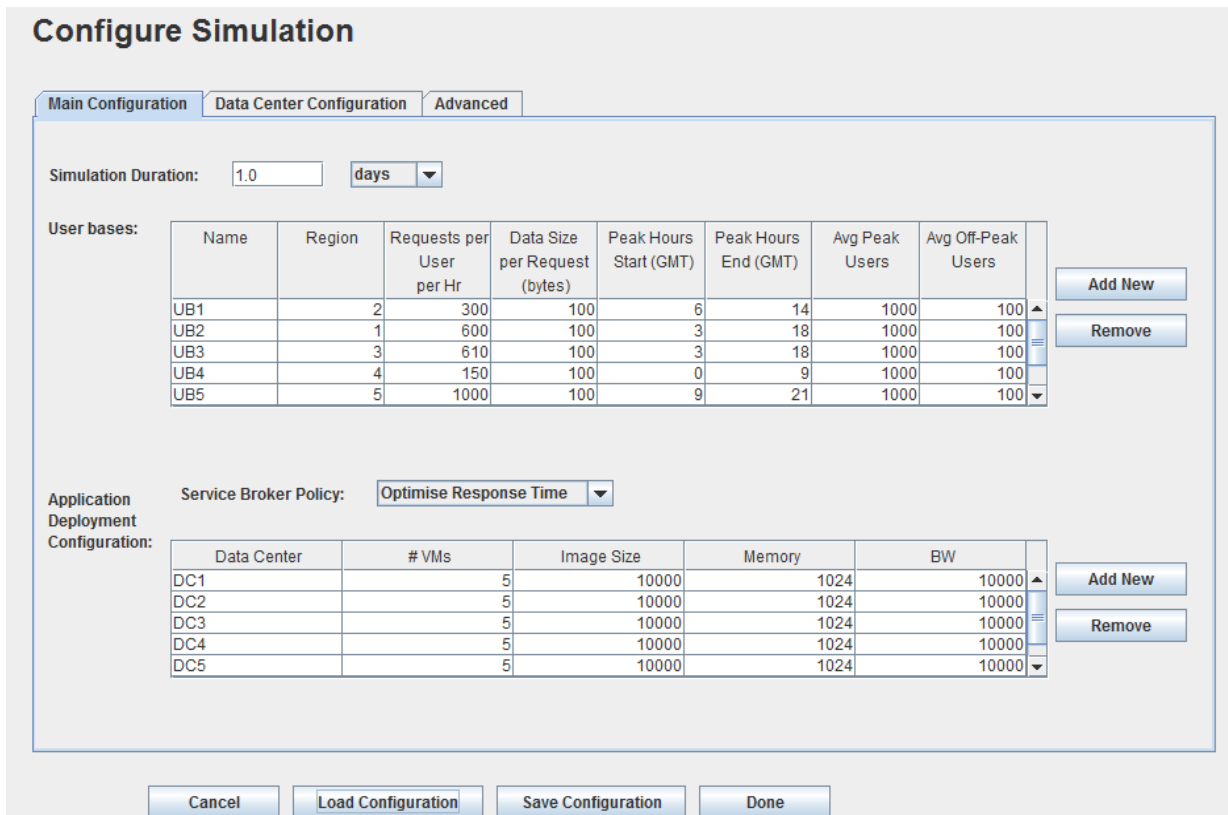 Configure Simulation
Main Configuration Data Center Configuration Advanced
Simulation Duration: 1.0 days
User bases:
Name Region Requests per User per Hr Data Size per Request (bytes) Peak Hours Start (GMT) Peak Hours End (GMT) Avg Peak Users Avg Off-Peak Users
UB1 2 300 100 6 14 1000 100
UB2 1 600 100 3 18 1000 100
UB3 3 610 100 3 18 1000 100
UB4 4 150 100 0 9 1000 100
UB5 5 1000 100 9 21 1000 100
Add New
Remove
Application
Deployment
Configuration:
Service Broker Policy: Optimise Response Time
Data Center # VMs Image Size Memory BW
DC1 5 10000 1024 10000
DC2 5 10000 1024 10000
DC3 5 10000 1024 10000
DC4 5 10000 1024 10000
DC5 5 10000 1024 10000
Add New
Remove
Cancel Load Configuration Save Configuration Done